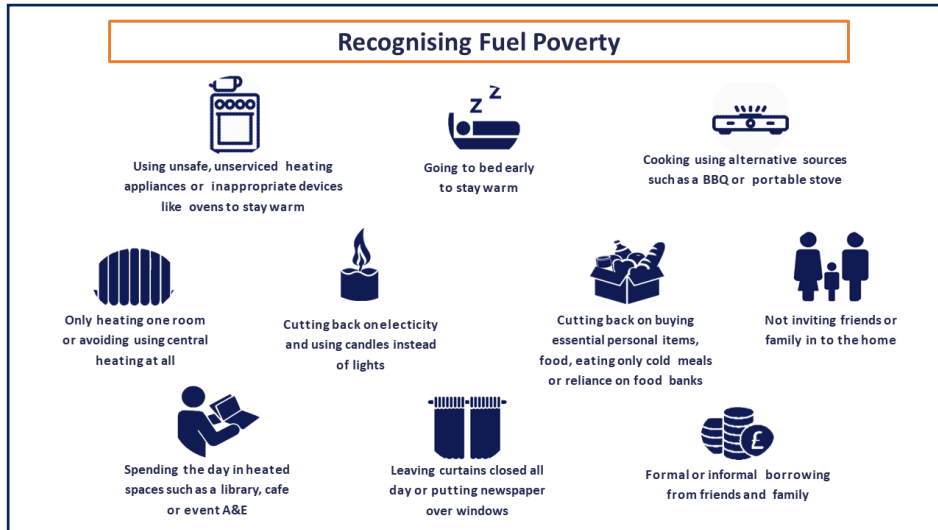 Recognising Fuel Poverty
Z Z
Using unsafe, unserviced heating
appliances or inappropriate devices
like ovens to stay warm
Going to bed early
to stay warm
Cooking using alternative sources
such as a BBQ or portable stove
Only heating one room
or avoiding using central
heating at all
Cutting back on electicity
and using candles instead
of lights
Cutting back on buying
essential personal items,
food, eating only cold meals
or reliance on food banks
Not inviting friends or
family in to the home
Spending the day in heated
spaces such as a library, cafe
or event A&E
Leaving curtains closed all
day or putting newspaper
over windows
£
Formal or informal borrowing
from friends and family